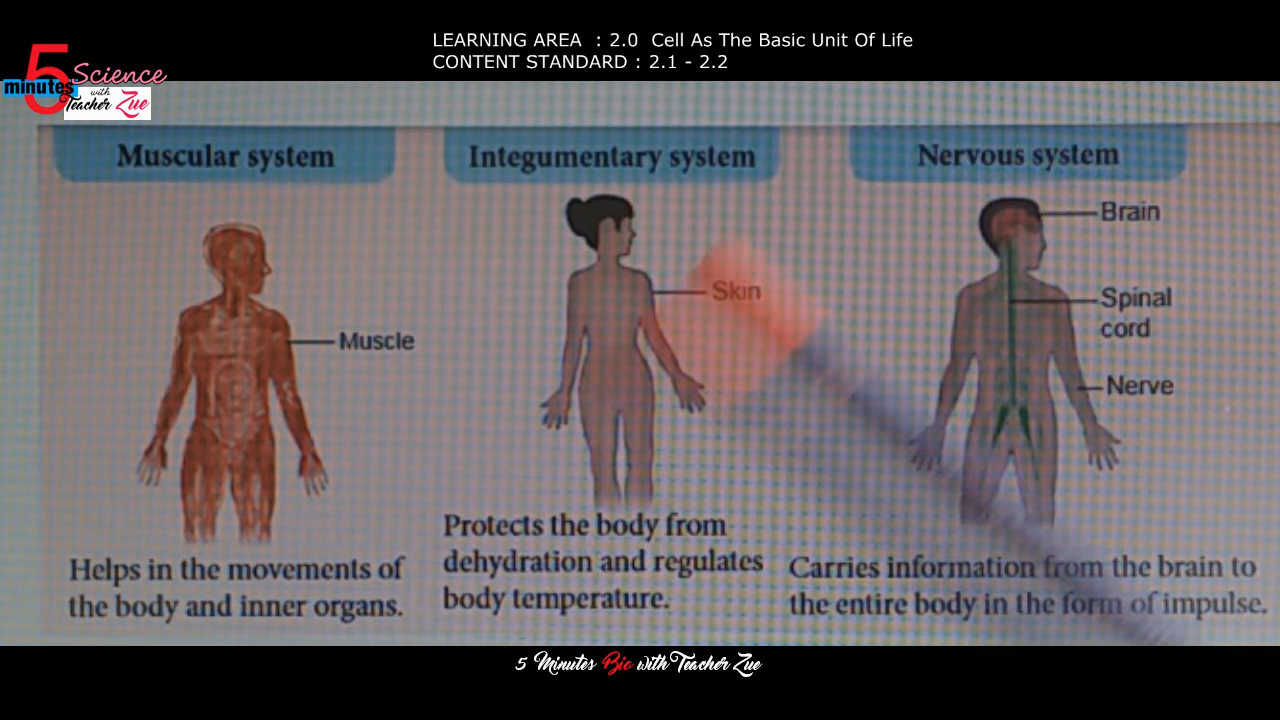 LEARNING AREA : 2.0 Cell As The Basic Unit Of Life
CONTENT STANDARD : 2.1 - 2.2
5 Science
minutes with
Teacher Zue
Muscular system
Muscle
Helps in the movements of
the body and inner organs.
Integumentary system
Skin
Protects the body from
dehydration and regulates
body temperature.
Nervous system
Brain
Spinal
cord
Nerve
Carries information from the brain to
the entire body in the form of impulse.
5 Minutes Bio with Teacher Zue